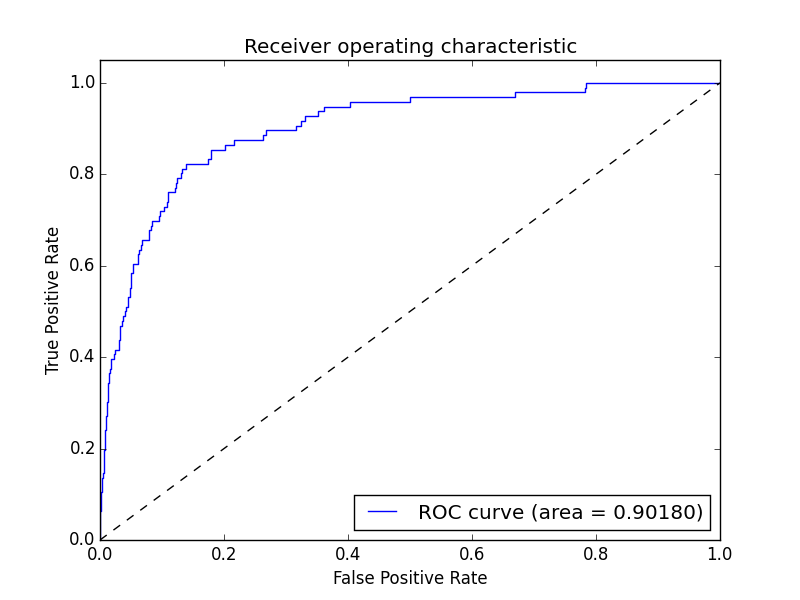 Receiver operating characteristic
1.0
0.8
0.6
0.4
0.2
0.0
True Positive Rate
ROC curve (area = 0.90180)
0.0 0.2 0.4 0.6 0.8 1.0
False Positive Rate